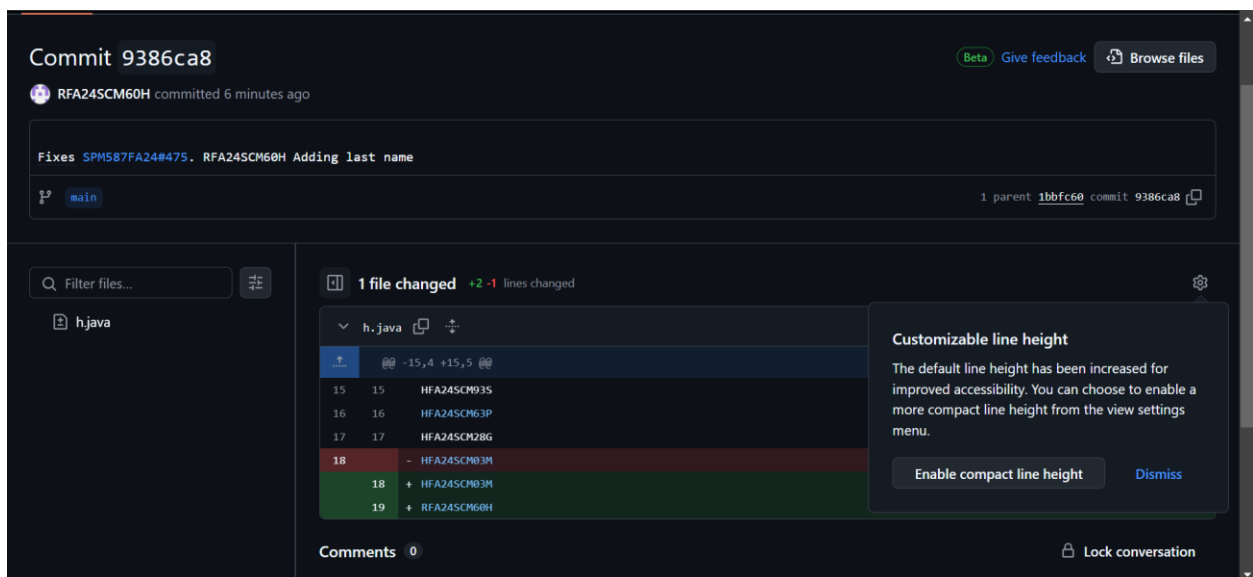 Commit 9386ca8
Beta Give feedback Browse files
RFA24SCM60H committed 6 minutes ago
Fixes SPM587FA24#475. RFA24SCM60H Adding last name
main
1 parent 1bbfc60 commit 9386ca8
Filter files...
h.java
1 file changed +2 -1 lines changed
h.java
@@ -15,4 +15,5 @@
15 15 HFA24SCM93S
16 16 HFA24SCM63P
17 17 HFA24SCM28G
18 - HFA24SCM03M
18 + HFA24SCM03M
19 + RFA24SCM60H
Customizable line height
The default line height has been increased for
improved accessibility. You can choose to enable a
more compact line height from the view settings
menu.
Enable compact line height Dismiss
Comments 0
Lock conversation